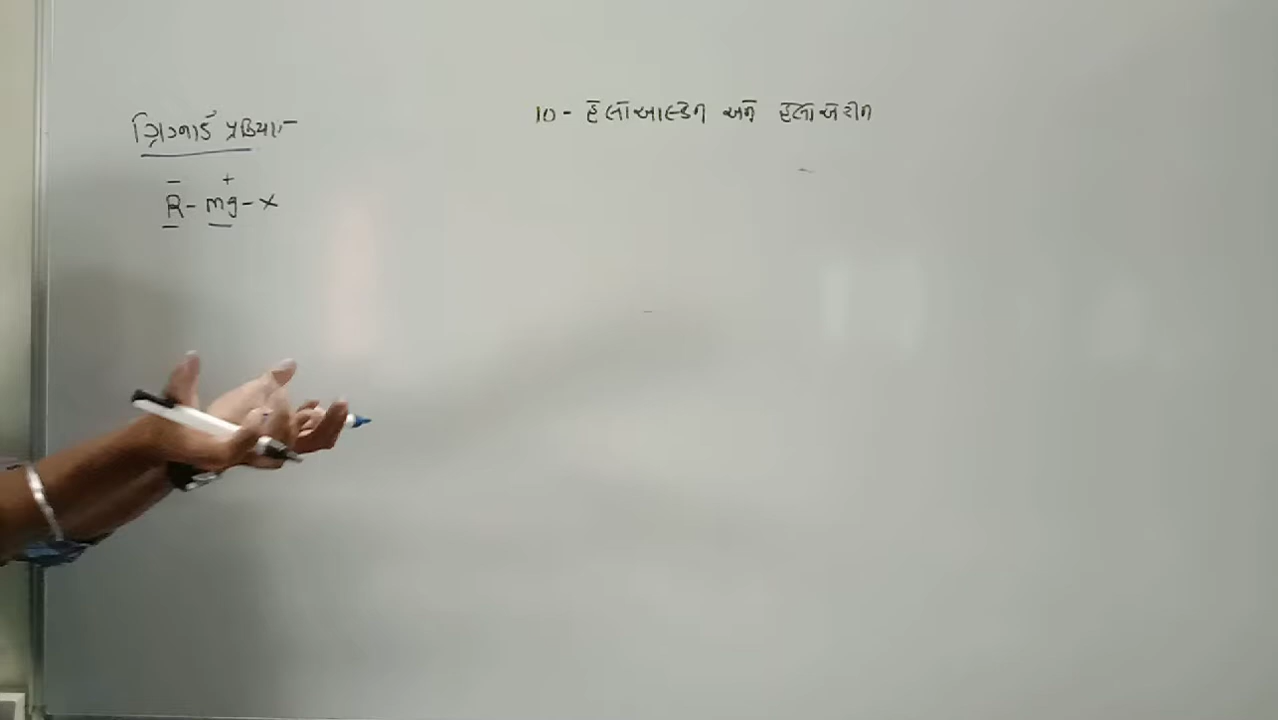 10- હેલોઆલ્કેન અને હેલોએરીન
ગ્રિગ્નાર્ડ પ્રક્રિયા:-
- +
R-mg-x